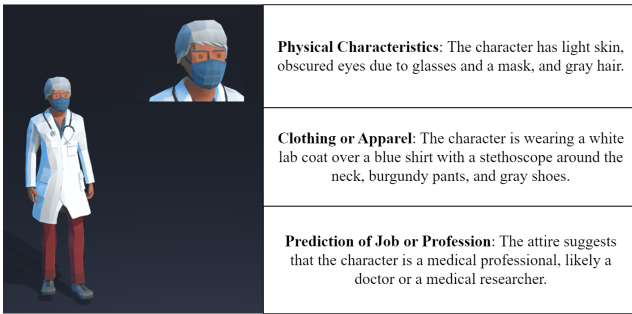 Physical Characteristics: The character has light skin,
obscured eyes due to glasses and a mask, and gray hair.
Clothing or Apparel: The character is wearing a white
lab coat over a blue shirt with a stethoscope around the
neck, burgundy pants, and gray shoes.
Prediction of Job or Profession: The attire suggests
that the character is a medical professional, likely a
doctor or a medical researcher.